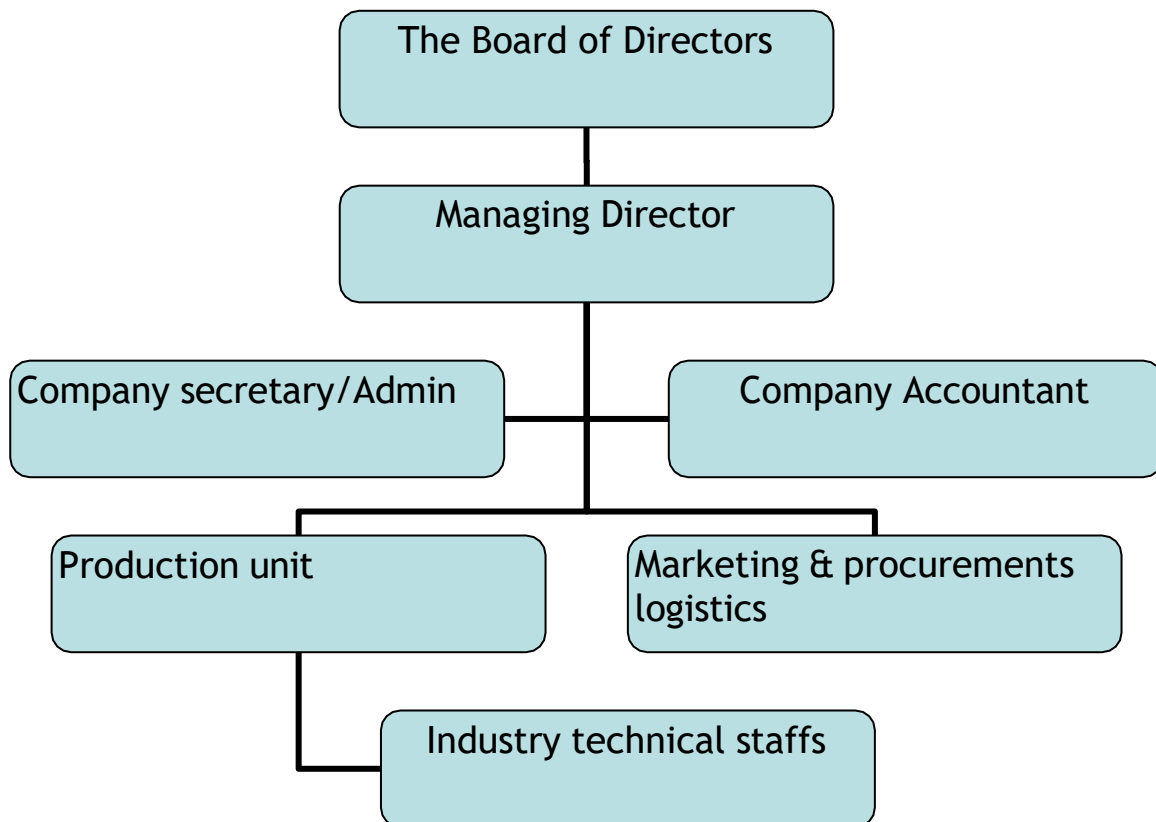 The Board of Directors
Managing Director
Company secretary/Admin
Company Accountant
Production unit
Marketing & procurements
logistics
Industry technical staffs